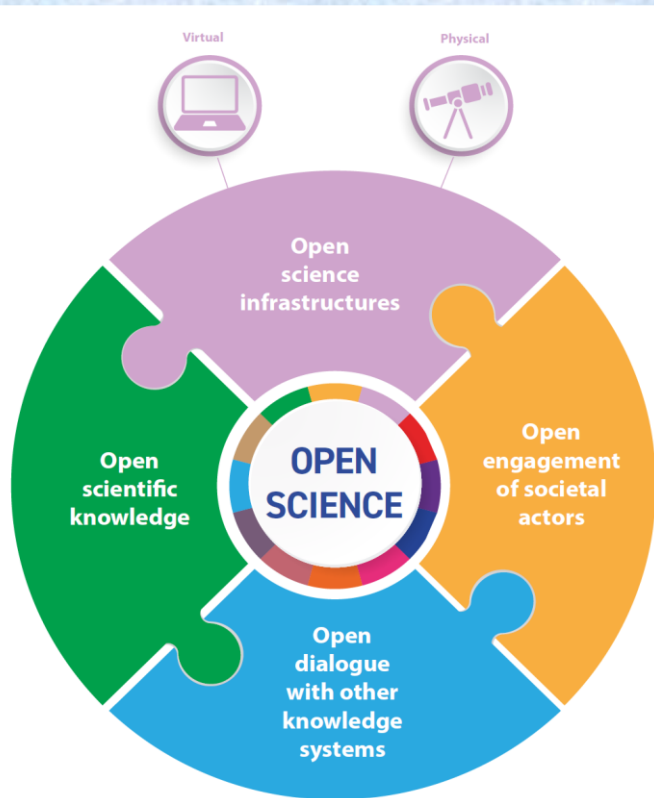 Virtual
Physical
Open
science
infrastructures
Open
scientific
knowledge
OPEN
SCIENCE
Open
engagement
of societal
actors
Open
dialogue
with other
knowledge
systems